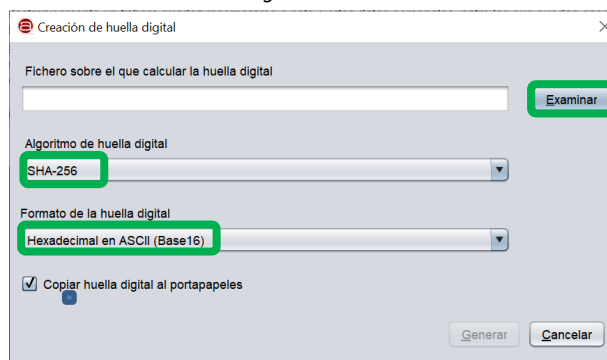 Creación de huella digital
Fichero sobre el que calcular la huella digital
Examinar
Algoritmo de huella digital
SHA-256
Formato de la huella digital
Hexadecimal en ASCII (Base16)
Copiar huella digital al portapapeles
Generar Cancelar